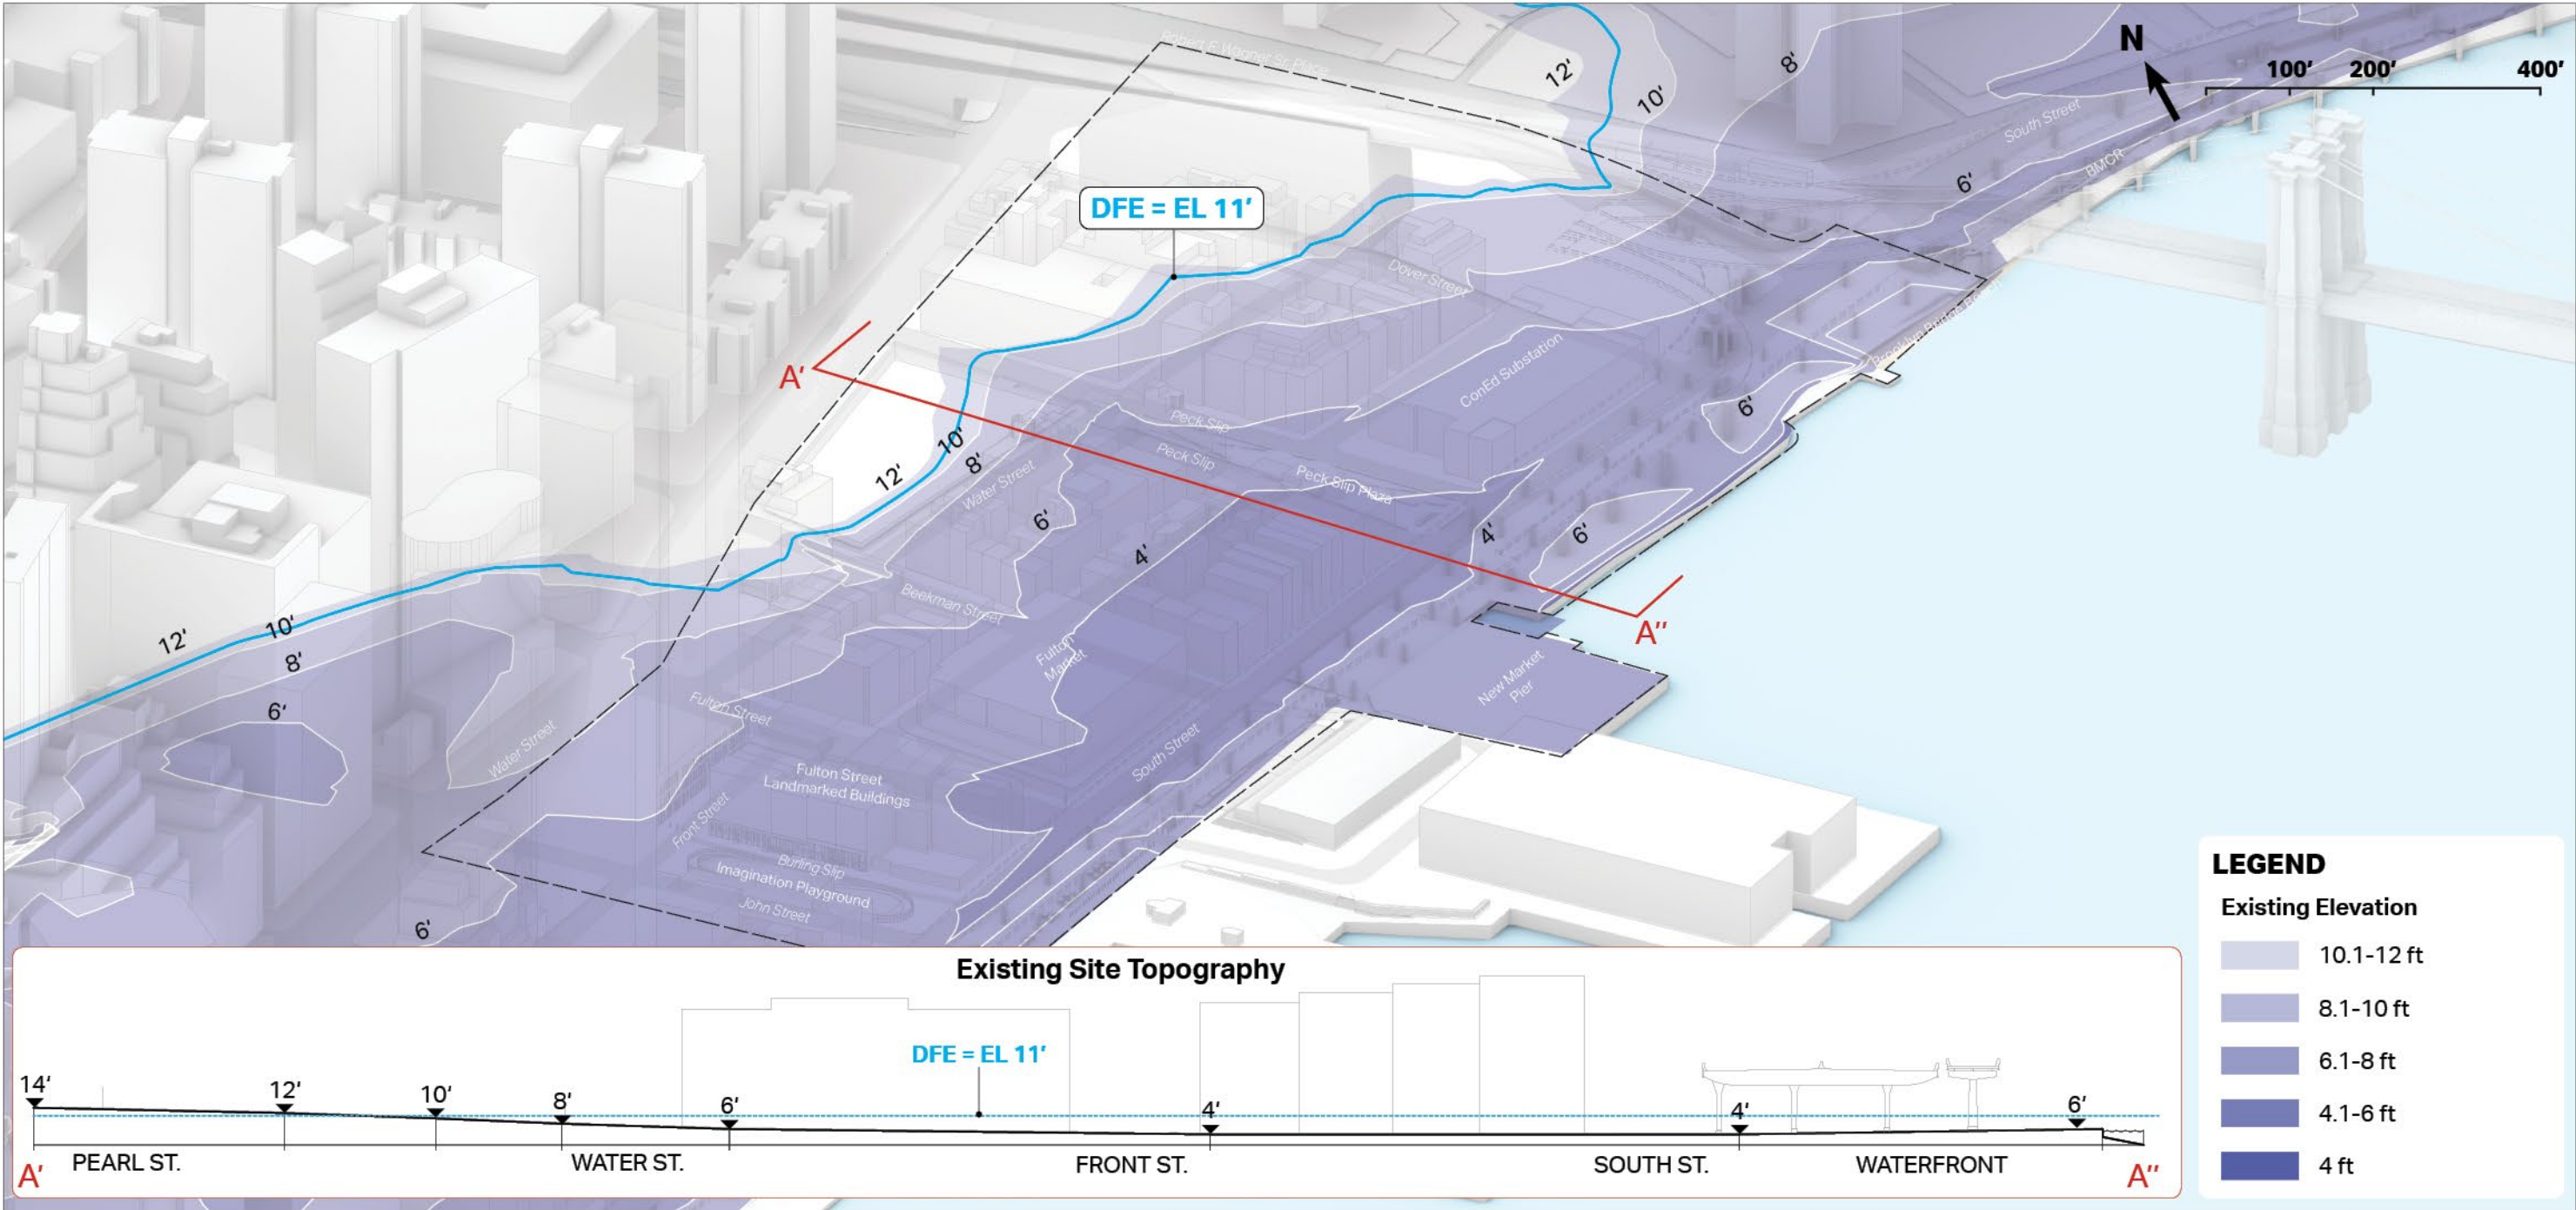 Robert F Wagner Sr. Place
N
100' 200' 400'
12'
10'
8'
South Street
BMCR
6'
DFE = EL 11'
Dover Street
ConEd Substation
A'
Peck Slip
Peck Slip
Peck Slip Plaza
6'
10'
12'
8'
Water Street
6'
4'
4'
6'
A''
Beekman Street
Fulton
Market
New Market
Pier
12'
10'
8'
6'
Fulton Street
Water Street
South Street
Fulton Street
Landmarked Buildings
Front Street
Burling Slip
Imagination Playground
John Street
6'
LEGEND
Existing Elevation
10.1-12 ft
8.1-10 ft
6.1-8 ft
4.1-6 ft
4 ft
Existing Site Topography
DFE = EL 11'
14'
12'
10'
8'
6'
4'
4'
6'
A'
PEARL ST.
WATER ST.
FRONT ST.
SOUTH ST.
WATERFRONT
A''